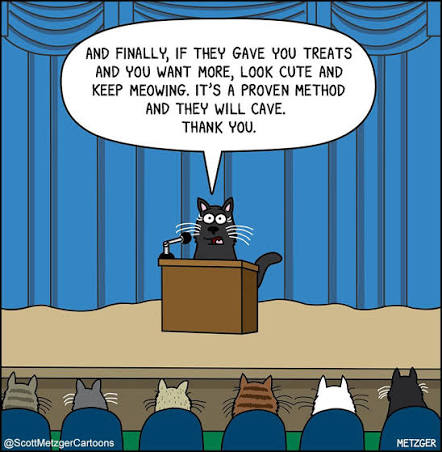 AND FINALLY, IF THEY GAVE YOU TREATS
AND YOU WANT MORE, LOOK CUTE AND
KEEP MEOWING. IT'S A PROVEN METHOD
AND THEY WILL CAVE.
THANK YOU.
@ScottMetzgerCartoons
METZGER